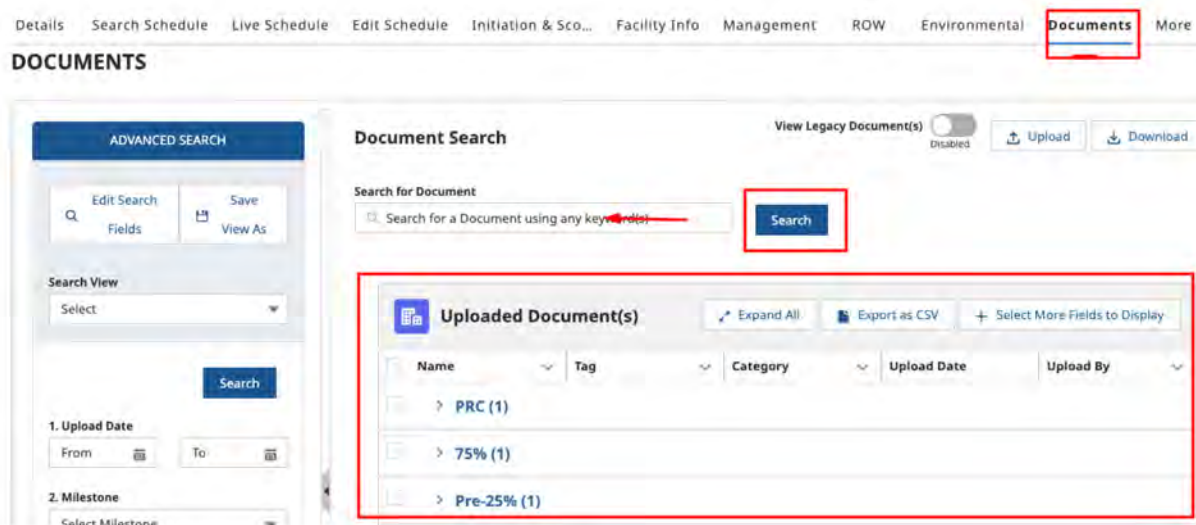 Details Search Schedule Live Schedule Edit Schedule Initiation & Sco... Facility Info Management ROW Environmental Documents More
DOCUMENTS
ADVANCED SEARCH
Edit Search Fields
Save View As
Search View
Select
Search
1. Upload Date
From To
2. Milestone
Select Milestone
Document Search
View Legacy Document(s)
Disabled
Upload Download
Search for Document
Search for a Document using any keyword(s)
Search
Uploaded Document(s)
Expand All Export as CSV + Select More Fields to Display
Name Tag Category Upload Date Upload By
PRC (1)
75% (1)
Pre-25% (1)